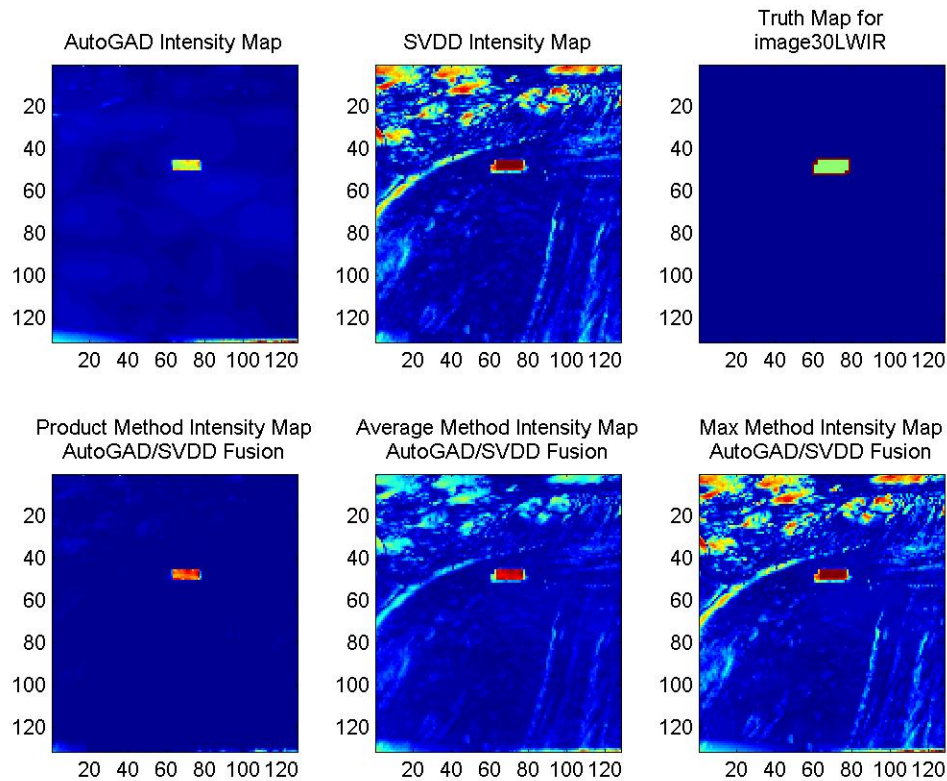 AutoGAD Intensity Map
20
40
60
80
100
120
20 40 60 80 100 120
SVDD Intensity Map
20
40
60
80
100
120
20 40 60 80 100 120
Truth Map for
image30LWIR
20
40
60
80
100
120
20 40 60 80 100 120
Product Method Intensity Map
AutoGAD/SVDD Fusion
20
40
60
80
100
120
20 40 60 80 100 120
Average Method Intensity Map
AutoGAD/SVDD Fusion
20
40
60
80
100
120
20 40 60 80 100 120
Max Method Intensity Map
AutoGAD/SVDD Fusion
20
40
60
80
100
120
20 40 60 80 100 120